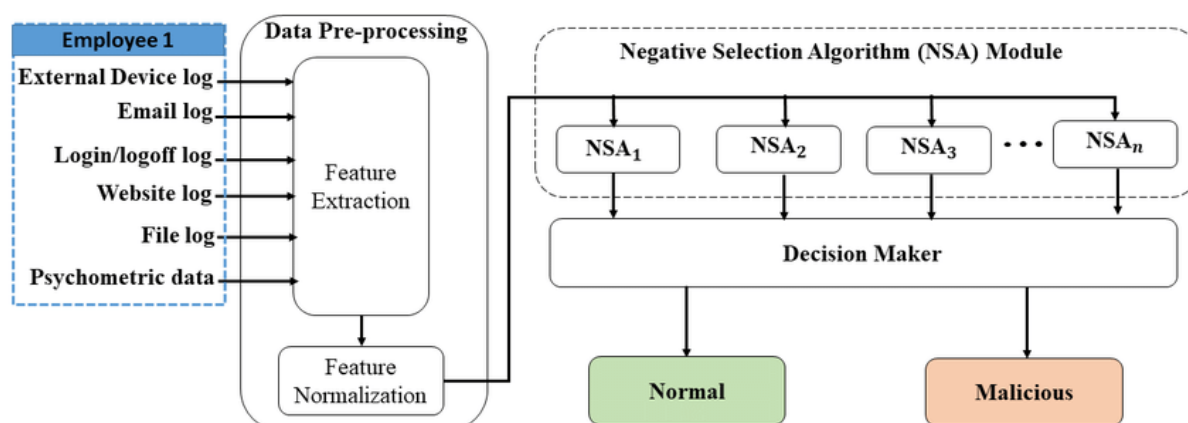 Employee 1
External Device log
Email log
Login/logoff log
Website log
File log
Psychometric data
Data Pre-processing
Feature
Extraction
Feature
Normalization
Negative Selection Algorithm (NSA) Module
NSA₁
NSA₂
NSA₃
• • •
NSAₙ
Decision Maker
Normal
Malicious